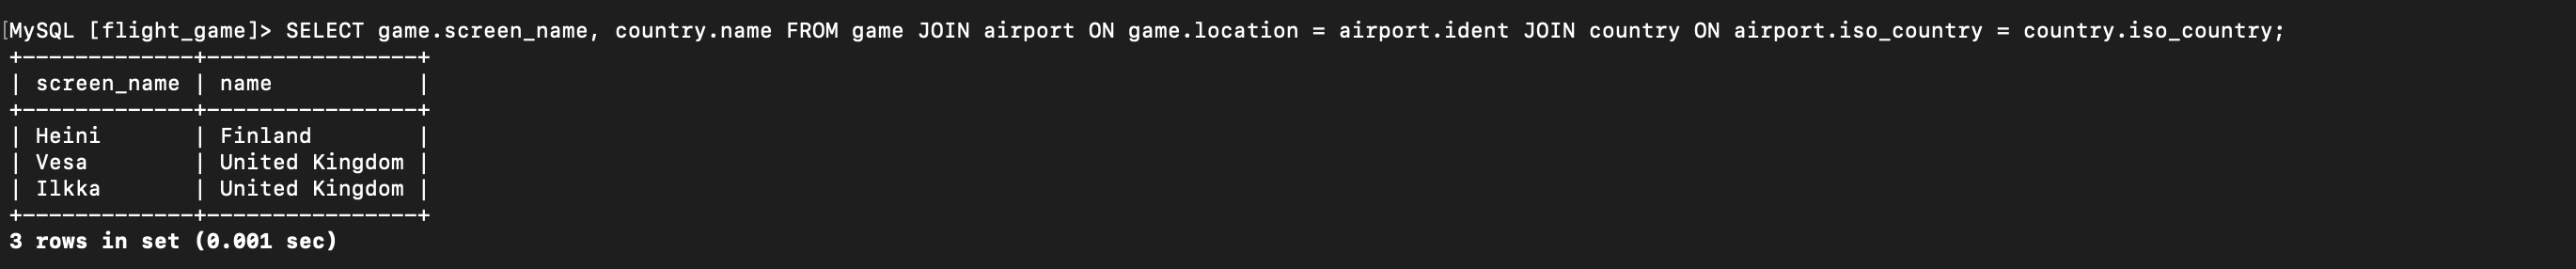 [MySQL [flight_game]> SELECT game.screen_name, country.name FROM game JOIN airport ON game.location = airport.ident JOIN country ON airport.iso_country = country.iso_country;
+-------------+----------------+
| screen_name | name           |
+-------------+----------------+
| Heini       | Finland        |
| Vesa        | United Kingdom |
| Ilkka       | United Kingdom |
+-------------+----------------+
3 rows in set (0.001 sec)